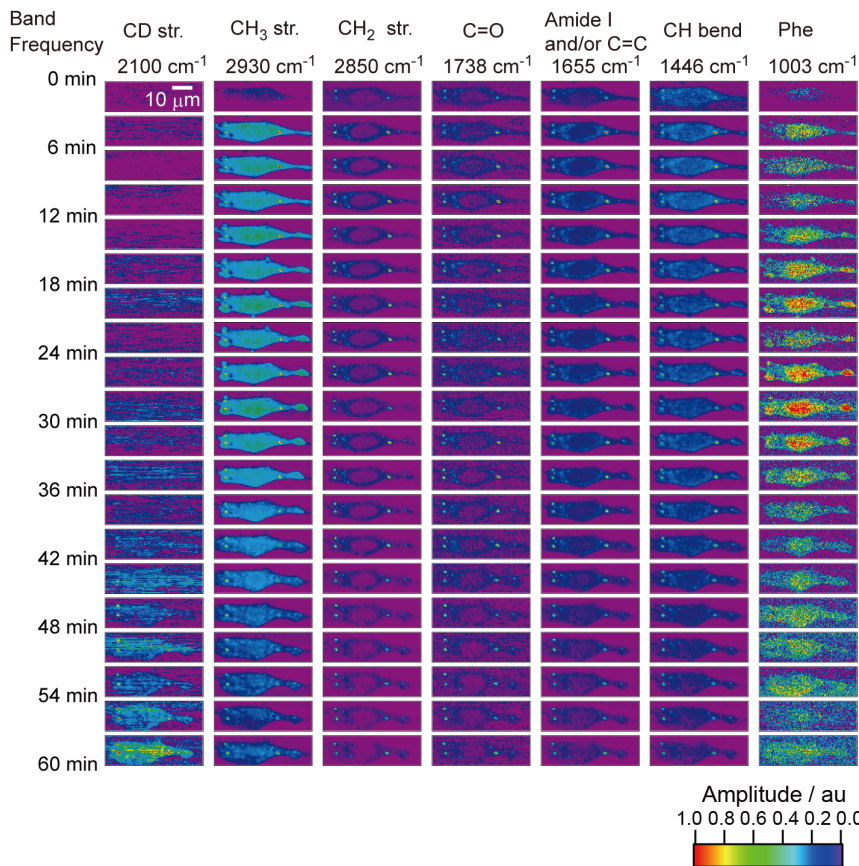 Band
Frequency
CD str.
CH₃ str.
CH₂ str.
C=O
Amide I
and/or C=C
CH bend
Phe
2100 cm⁻¹
2930 cm⁻¹
2850 cm⁻¹
1738 cm⁻¹
1655 cm⁻¹
1446 cm⁻¹
1003 cm⁻¹
0 min
10 μm
6 min
12 min
18 min
24 min
30 min
36 min
42 min
48 min
54 min
60 min
Amplitude / au
1.0 0.8 0.6 0.4 0.2 0.0